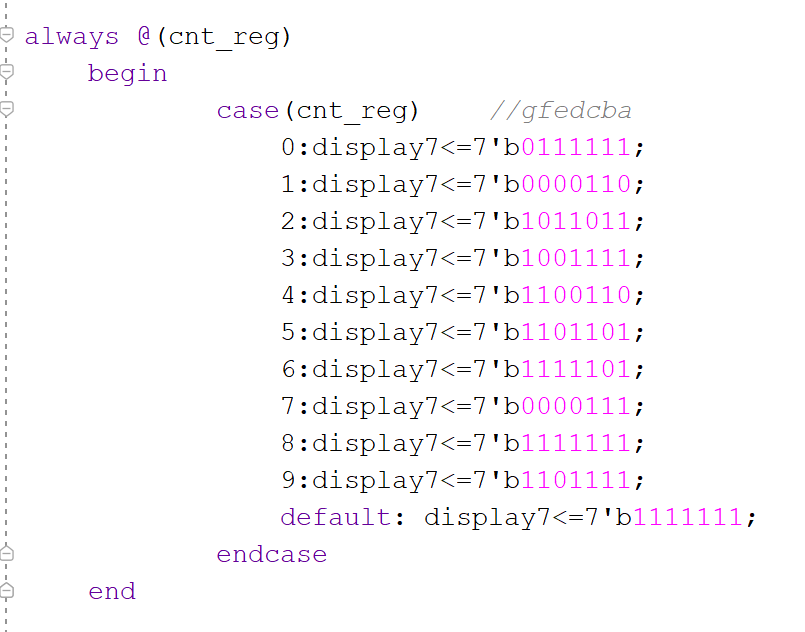 always @(cnt_reg)
begin
case(cnt_reg) //gfedcba
0:display7<=7'b0111111;
1:display7<=7'b0000110;
2:display7<=7'b1011011;
3:display7<=7'b1001111;
4:display7<=7'b1100110;
5:display7<=7'b1101101;
6:display7<=7'b1111101;
7:display7<=7'b0000111;
8:display7<=7'b1111111;
9:display7<=7'b1101111;
default: display7<=7'b1111111;
endcase
end